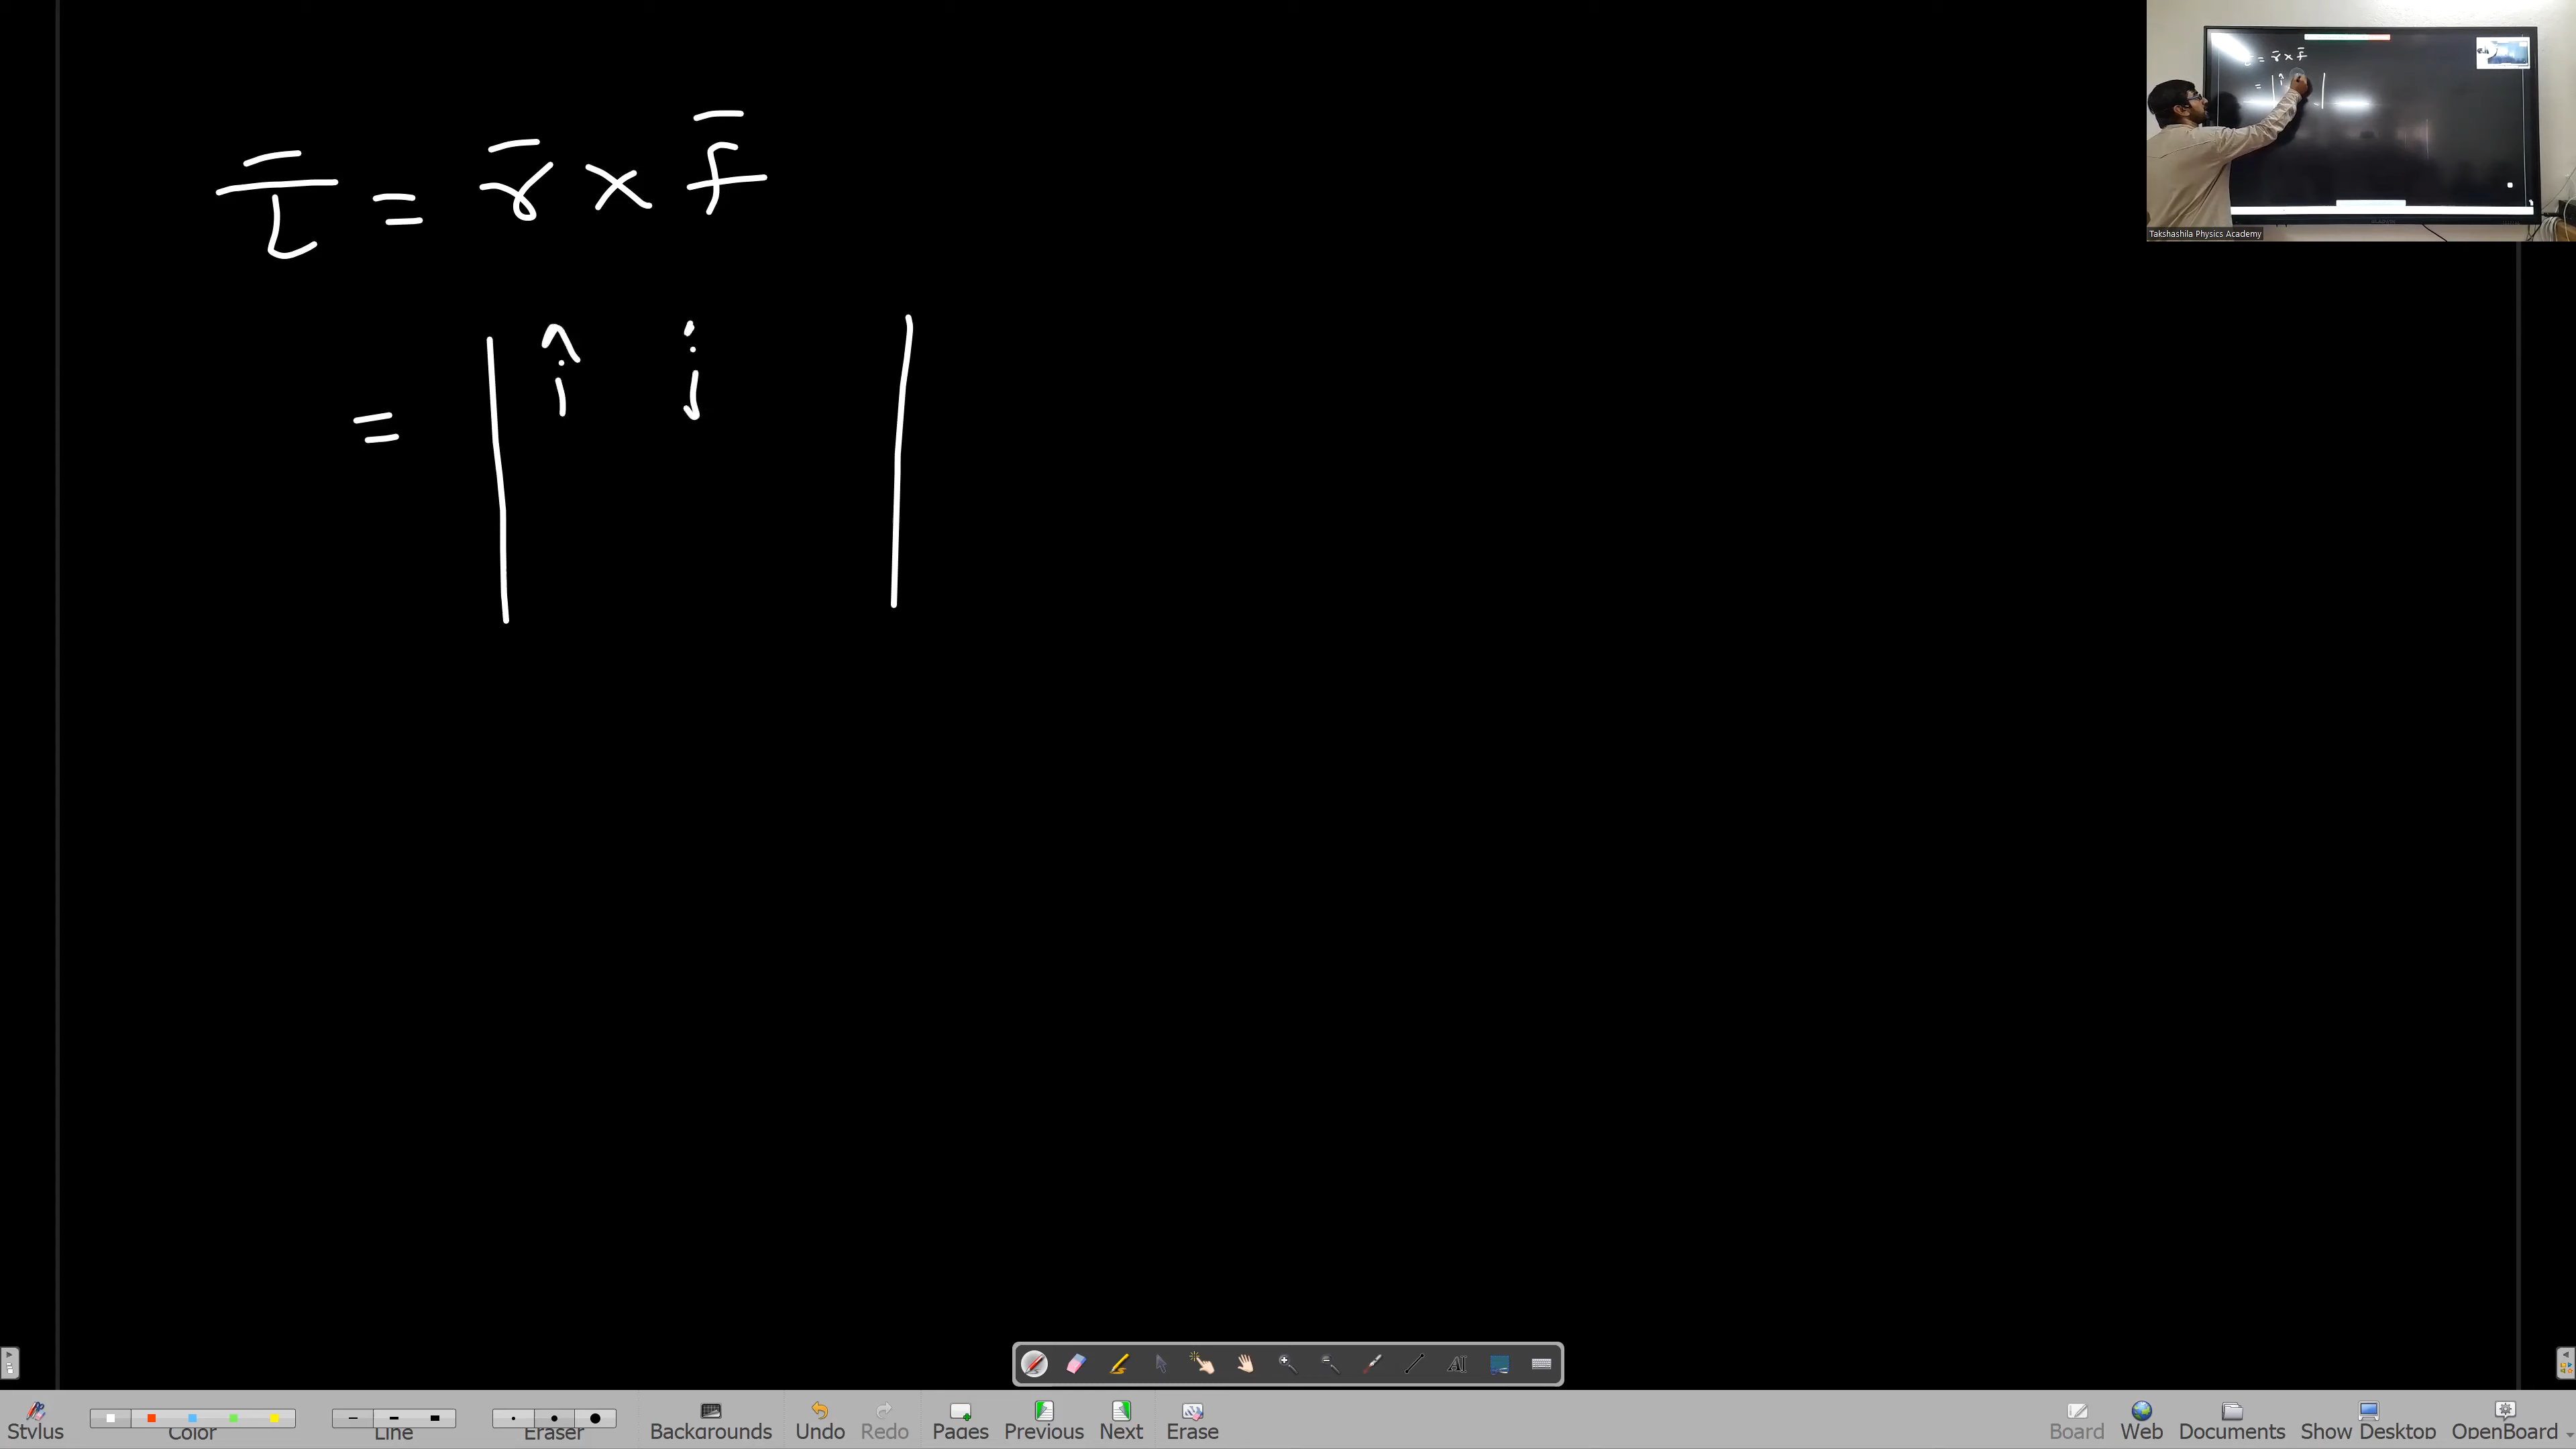 τ̄ = r̄ × f̄
= | î j |
Takshashila Physics Academy
Stylus Color Line Eraser Backgrounds Undo Redo Pages Previous Next Erase Board Web Documents Show Desktop OpenBoard